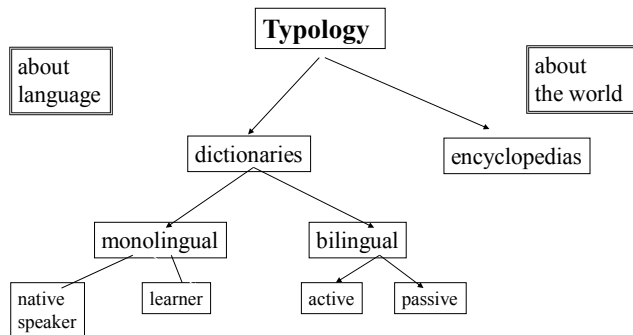 Typology
about
language
about
the world
dictionaries
encyclopedias
monolingual
bilingual
native
speaker
learner
active
passive